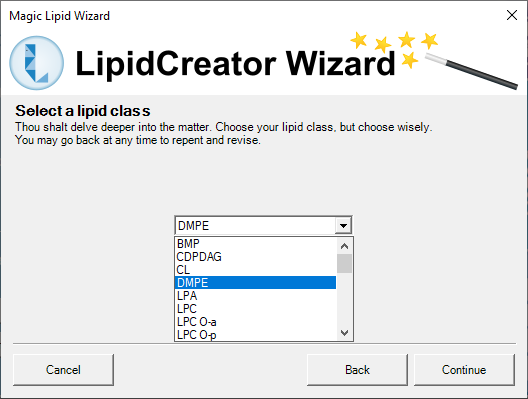 Magic Lipid Wizard
LipidCreator Wizard
Select a lipid class
Thou shalt delve deeper into the matter. Choose your lipid class, but choose wisely.
You may go back at any time to repent and revise.
DMPE
BMP
CDPDAG
CL
DMPE
LPA
LPC
LPC O-a
LPC O-p
Cancel
Back
Continue